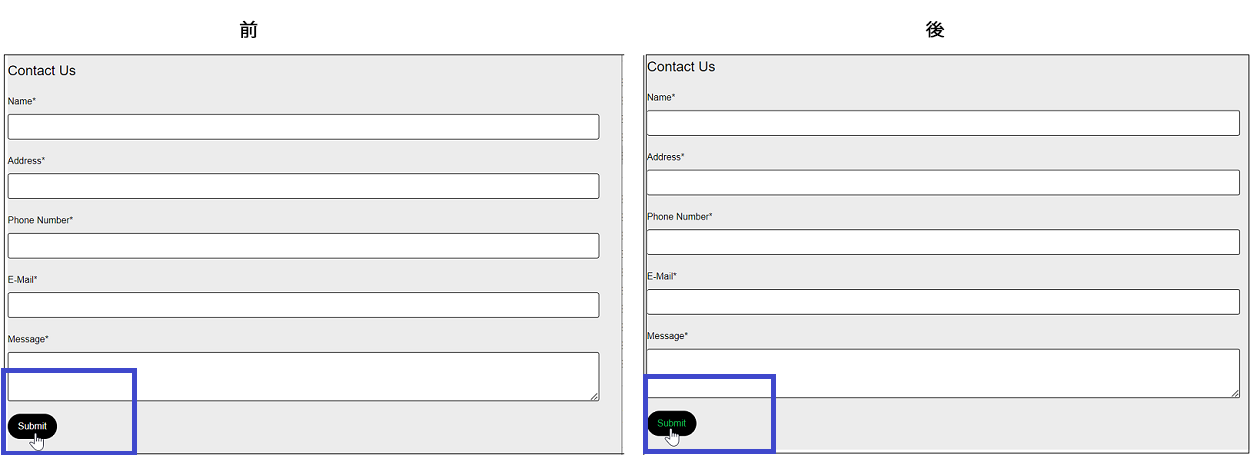 前
Contact Us
Name*
Address*
Phone Number*
E-Mail*
Message*
Submit
後
Contact Us
Name*
Address*
Phone Number*
E-Mail*
Message*
Submit